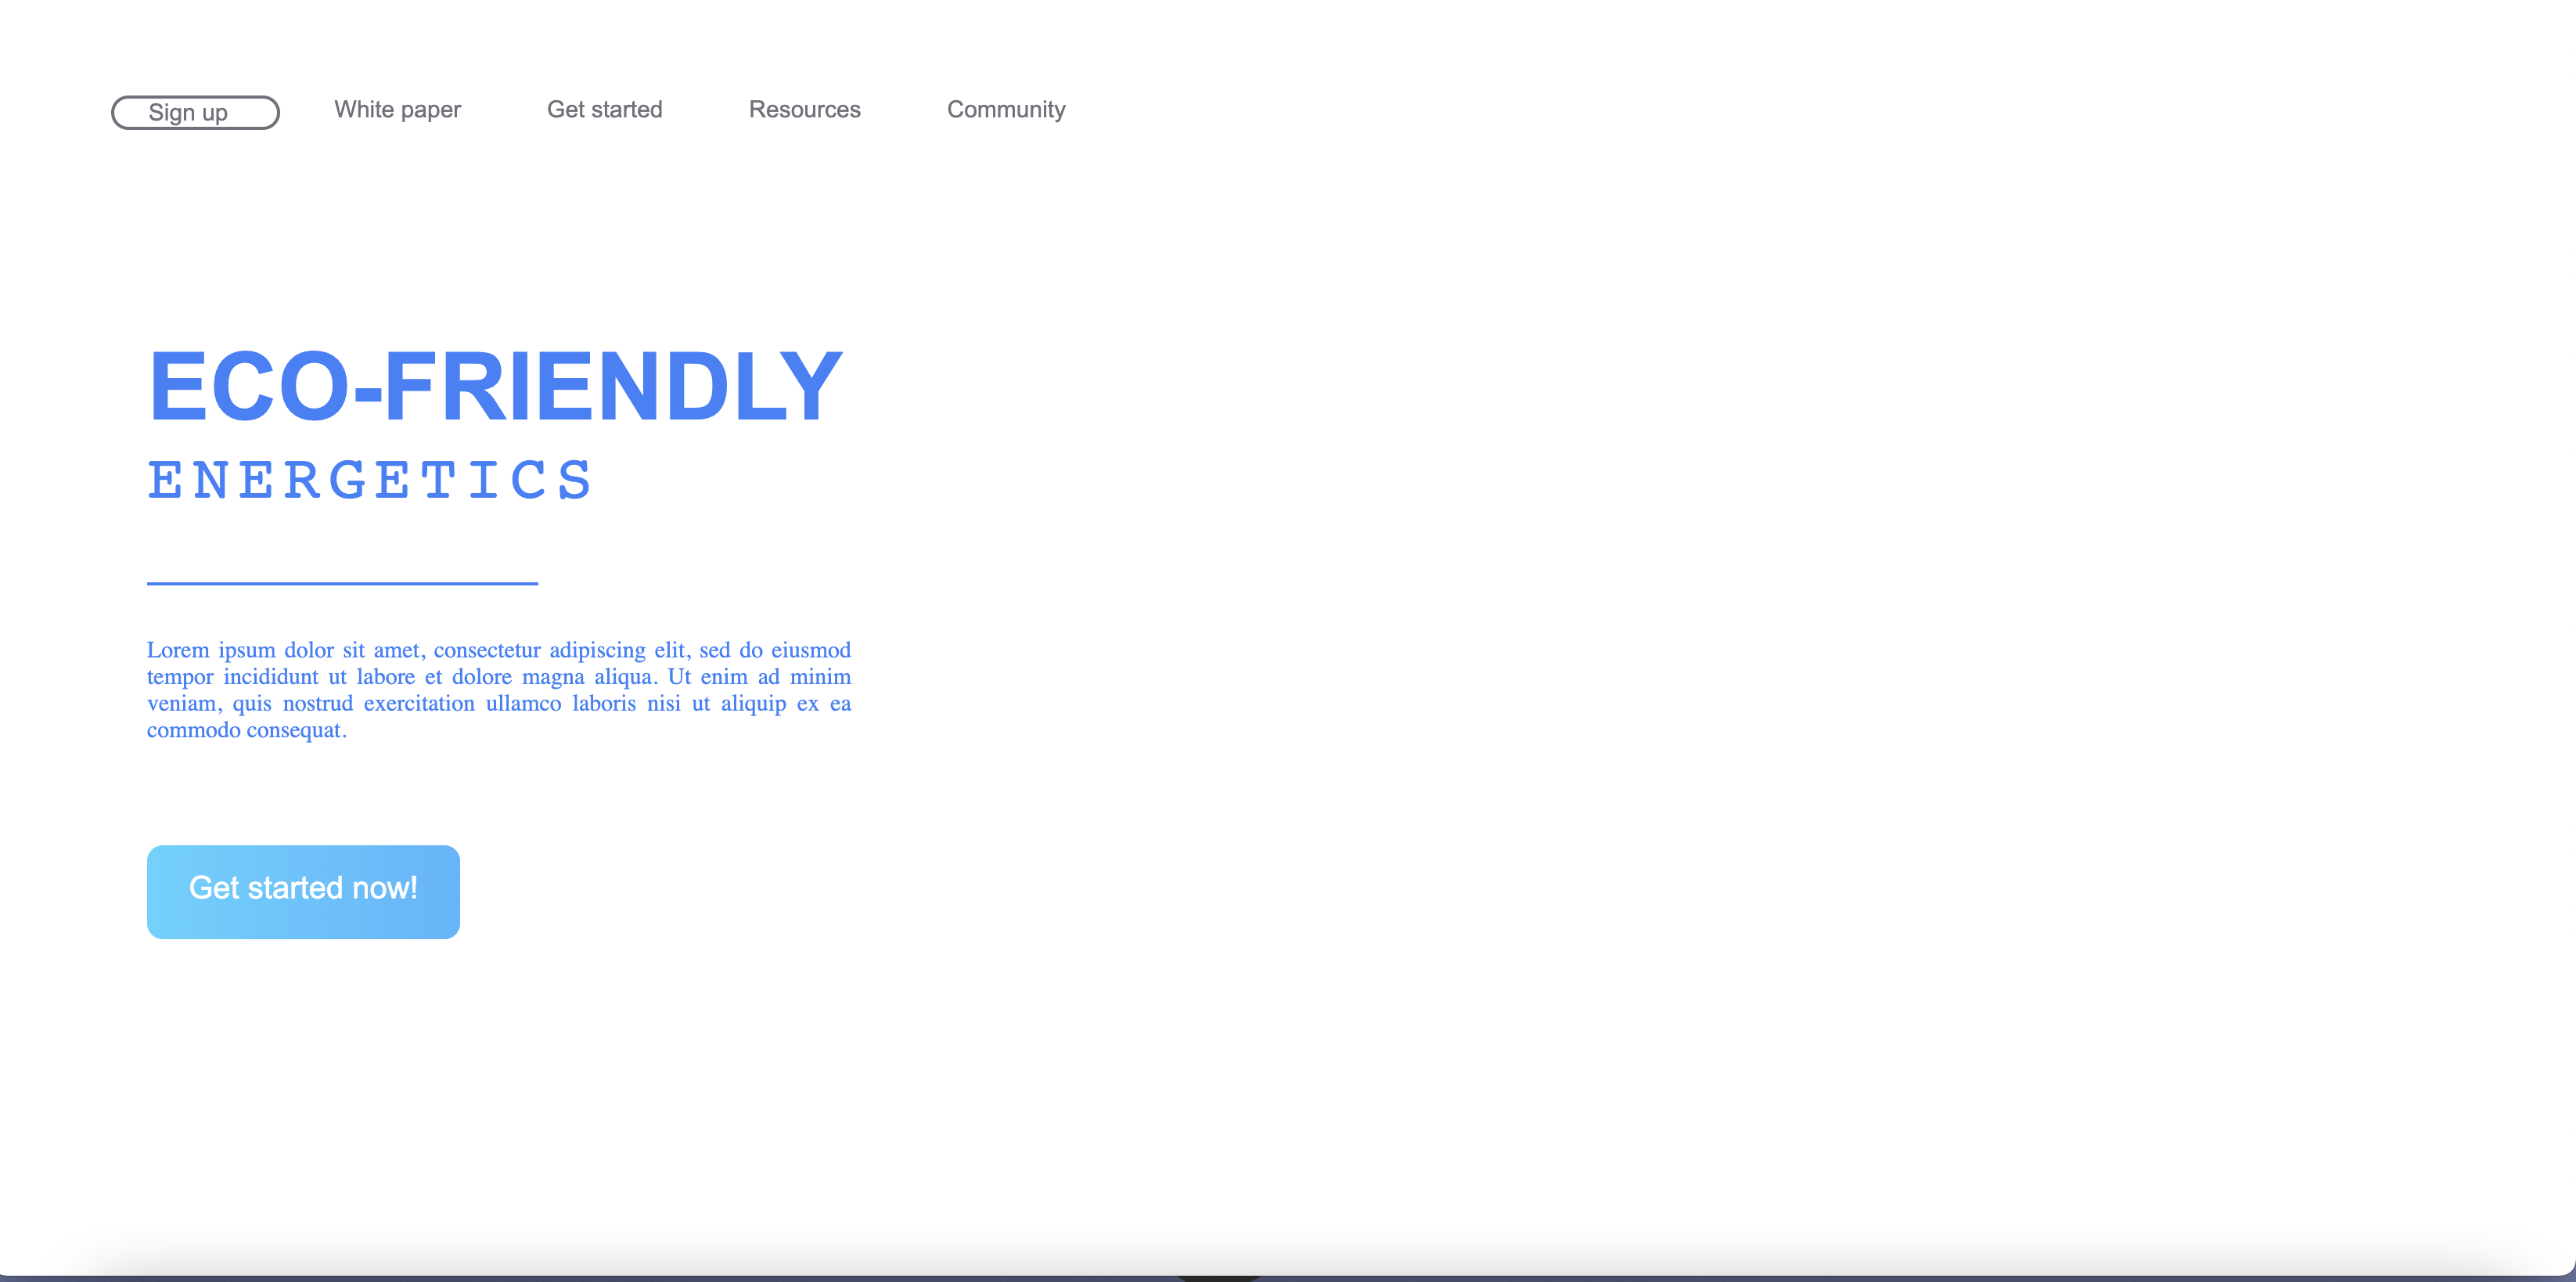 Sign up White paper Get started Resources Community
ECO-FRIENDLY
ENERGETICS
Lorem ipsum dolor sit amet, consectetur adipiscing elit, sed do eiusmod
tempor incididunt ut labore et dolore magna aliqua. Ut enim ad minim
veniam, quis nostrud exercitation ullamco laboris nisi ut aliquip ex ea
commodo consequat.
Get started now!